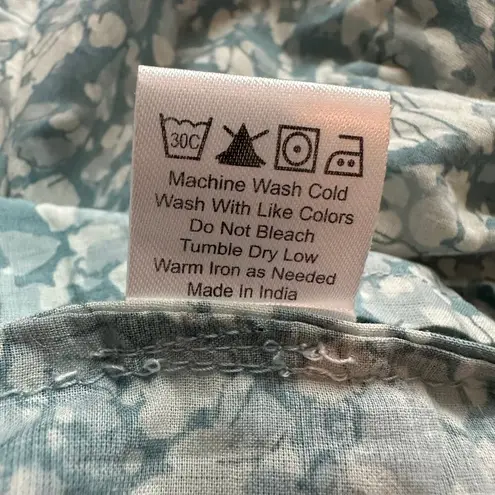 30C
Machine Wash Cold
Wash With Like Colors
Do Not Bleach
Tumble Dry Low
Warm Iron as Needed
Made In India